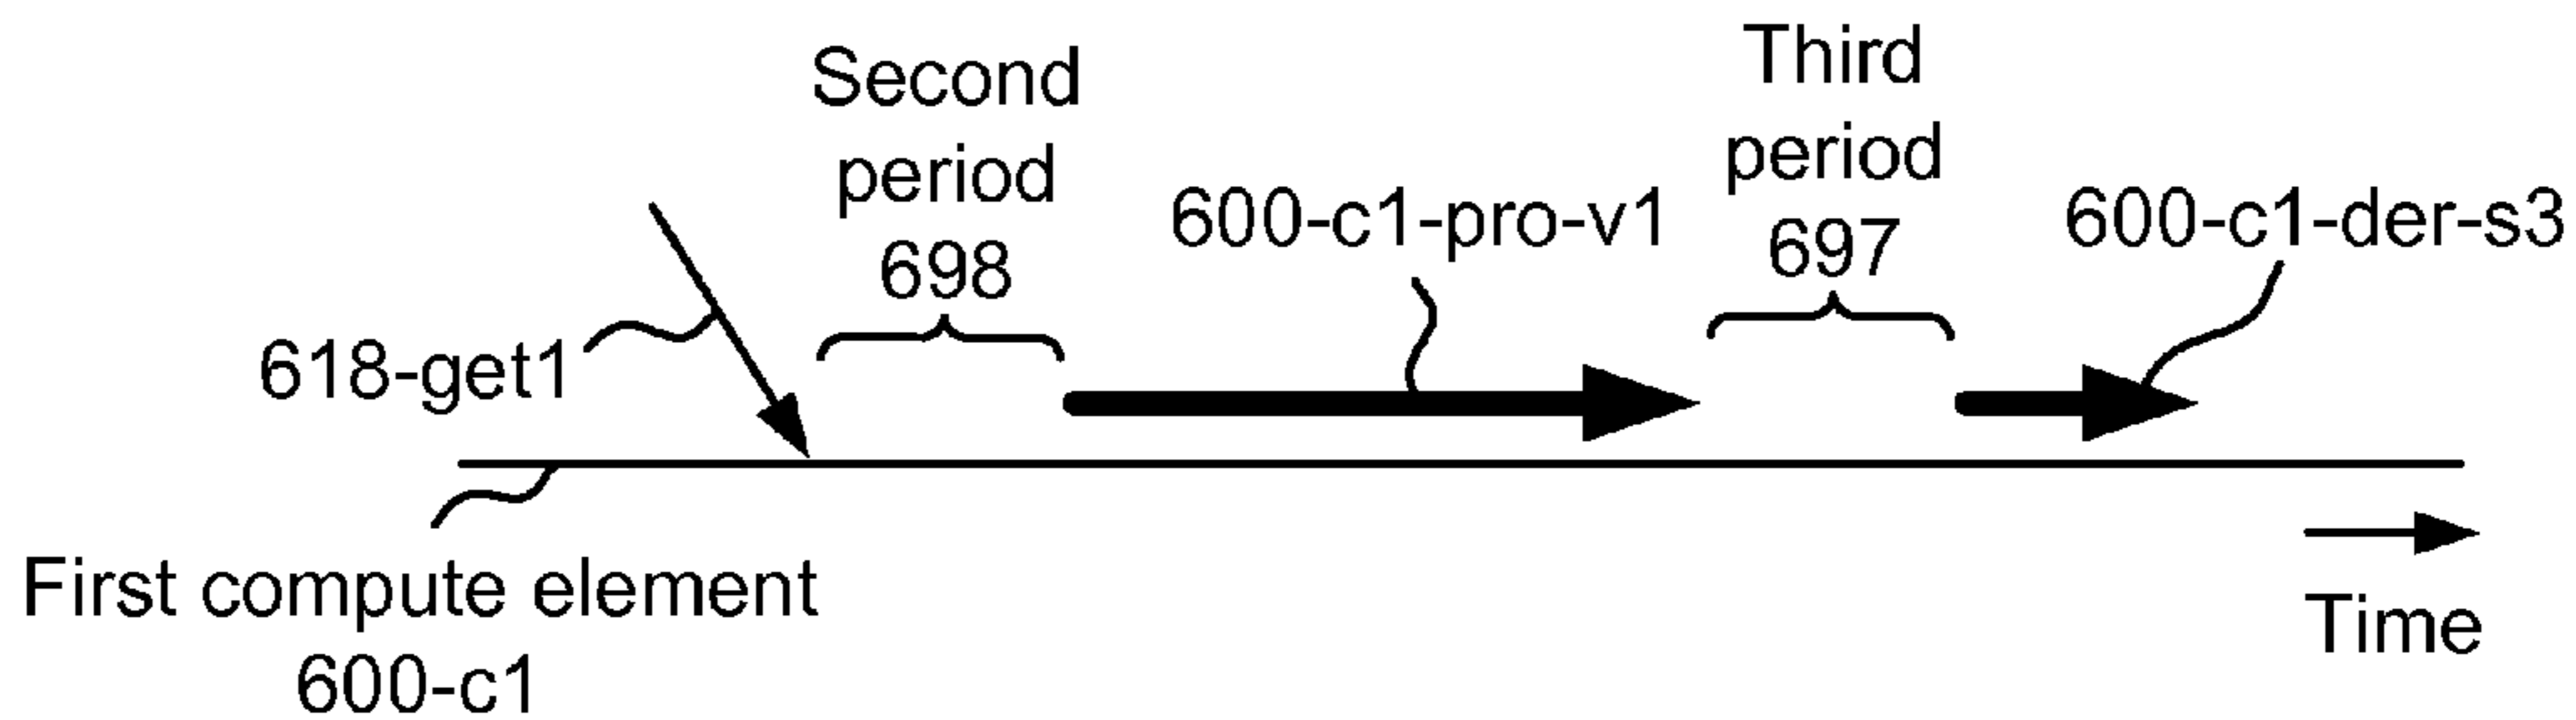 Second
period
698
Third
period
697
600-c1-pro-v1
600-c1-der-s3
618-get1
First compute element
600-c1
Time